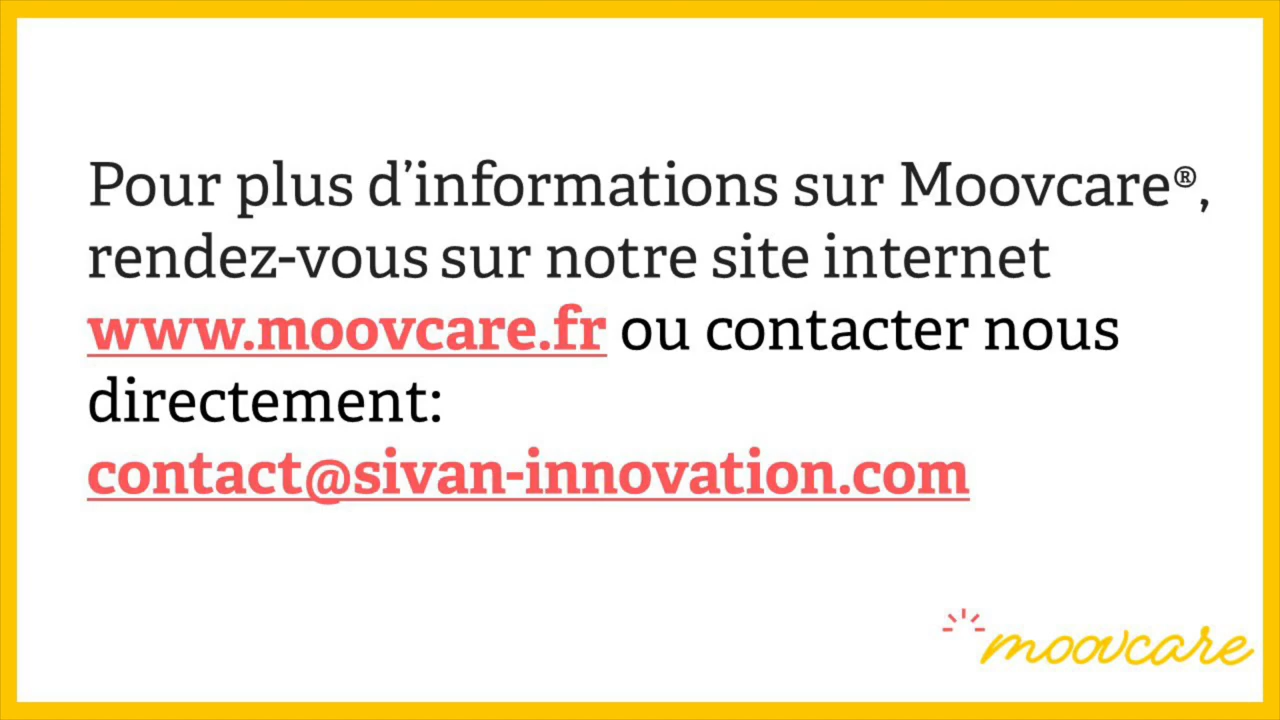 Pour plus d’informations sur Moovcare®,
rendez-vous sur notre site internet
www.moovcare.fr ou contacter nous
directement:
contact@sivan-innovation.com
moovcare